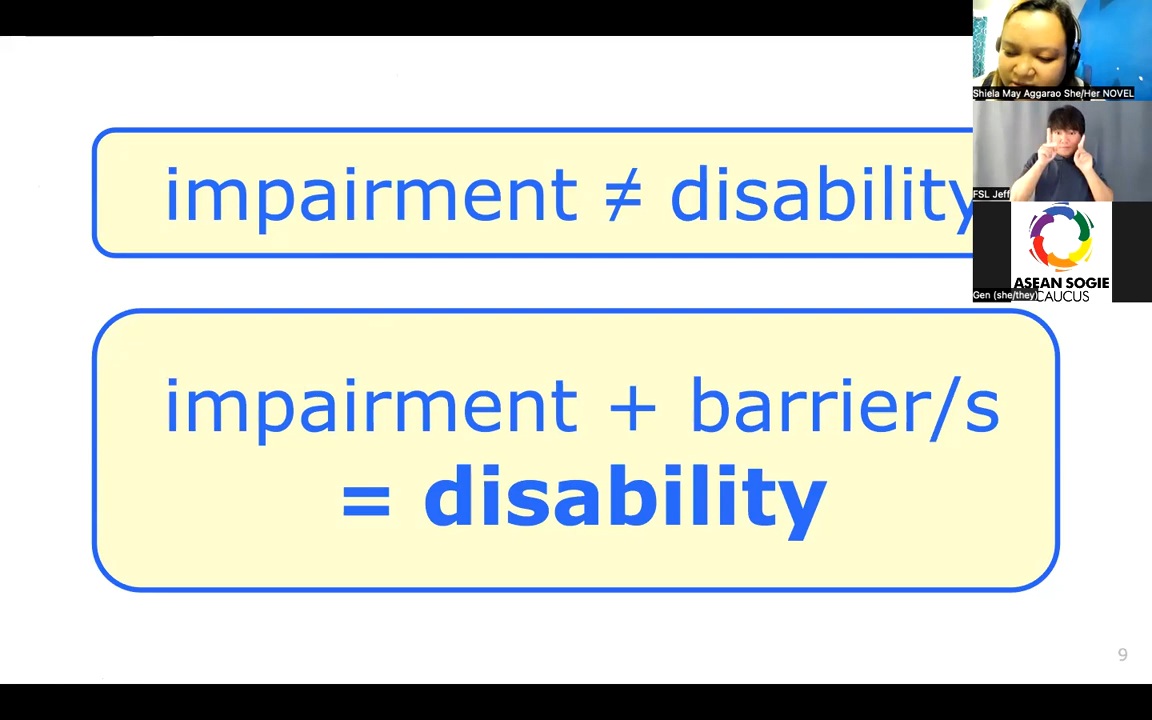 impairment ≠ disability
impairment + barrier/s
= disability
9
Shiela May Aggarao She/Her NOVEL
FSL Jeff
ASEAN SOGIE
CAUCUS
Gen (she/they)